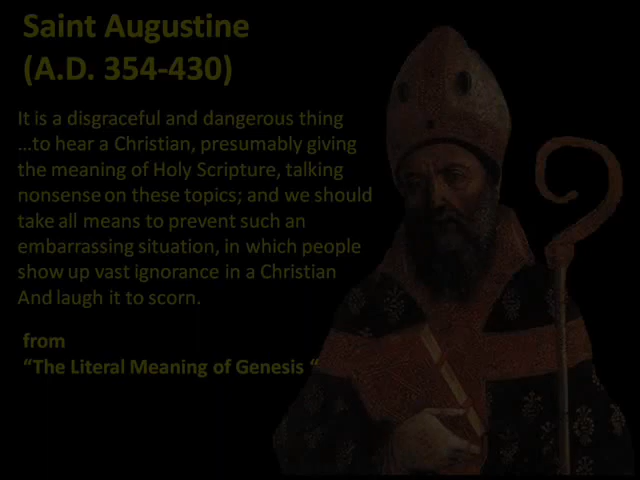 Saint Augustine
(A.D. 354-430)
It is a disgraceful and dangerous thing
…to hear a Christian, presumably giving
the meaning of Holy Scripture, talking
nonsense on these topics; and we should
take all means to prevent such an
embarrassing situation, in which people
show up vast ignorance in a Christian
And laugh it to scorn.
from
“The Literal Meaning of Genesis “